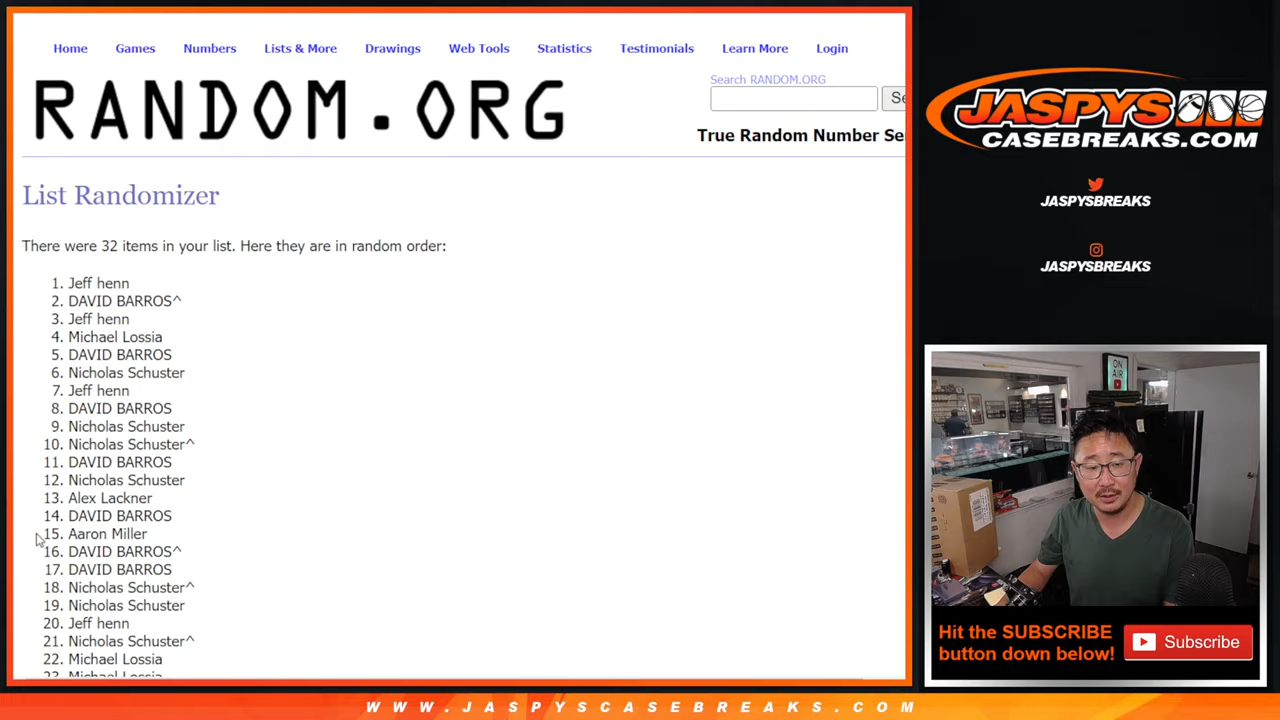 Home Games Numbers Lists & More Drawings Web Tools Statistics Testimonials Learn More Login
RANDOM.ORG
Search RANDOM.ORG
Se
True Random Number Se
List Randomizer
There were 32 items in your list. Here they are in random order:
1. Jeff henn
2. DAVID BARROS^
3. Jeff henn
4. Michael Lossia
5. DAVID BARROS
6. Nicholas Schuster
7. Jeff henn
8. DAVID BARROS
9. Nicholas Schuster
10. Nicholas Schuster^
11. DAVID BARROS
12. Nicholas Schuster
13. Alex Lackner
14. DAVID BARROS
15. Aaron Miller
16. DAVID BARROS^
17. DAVID BARROS
18. Nicholas Schuster^
19. Nicholas Schuster
20. Jeff henn
21. Nicholas Schuster^
22. Michael Lossia
23. Michael Lossia
JASPYS
CASEBREAKS.COM
JASPYSBREAKS
JASPYSBREAKS
ON
AIR
Hit the SUBSCRIBE
button down below!
Subscribe
WWW.JASPYSCASEBREAKS.COM